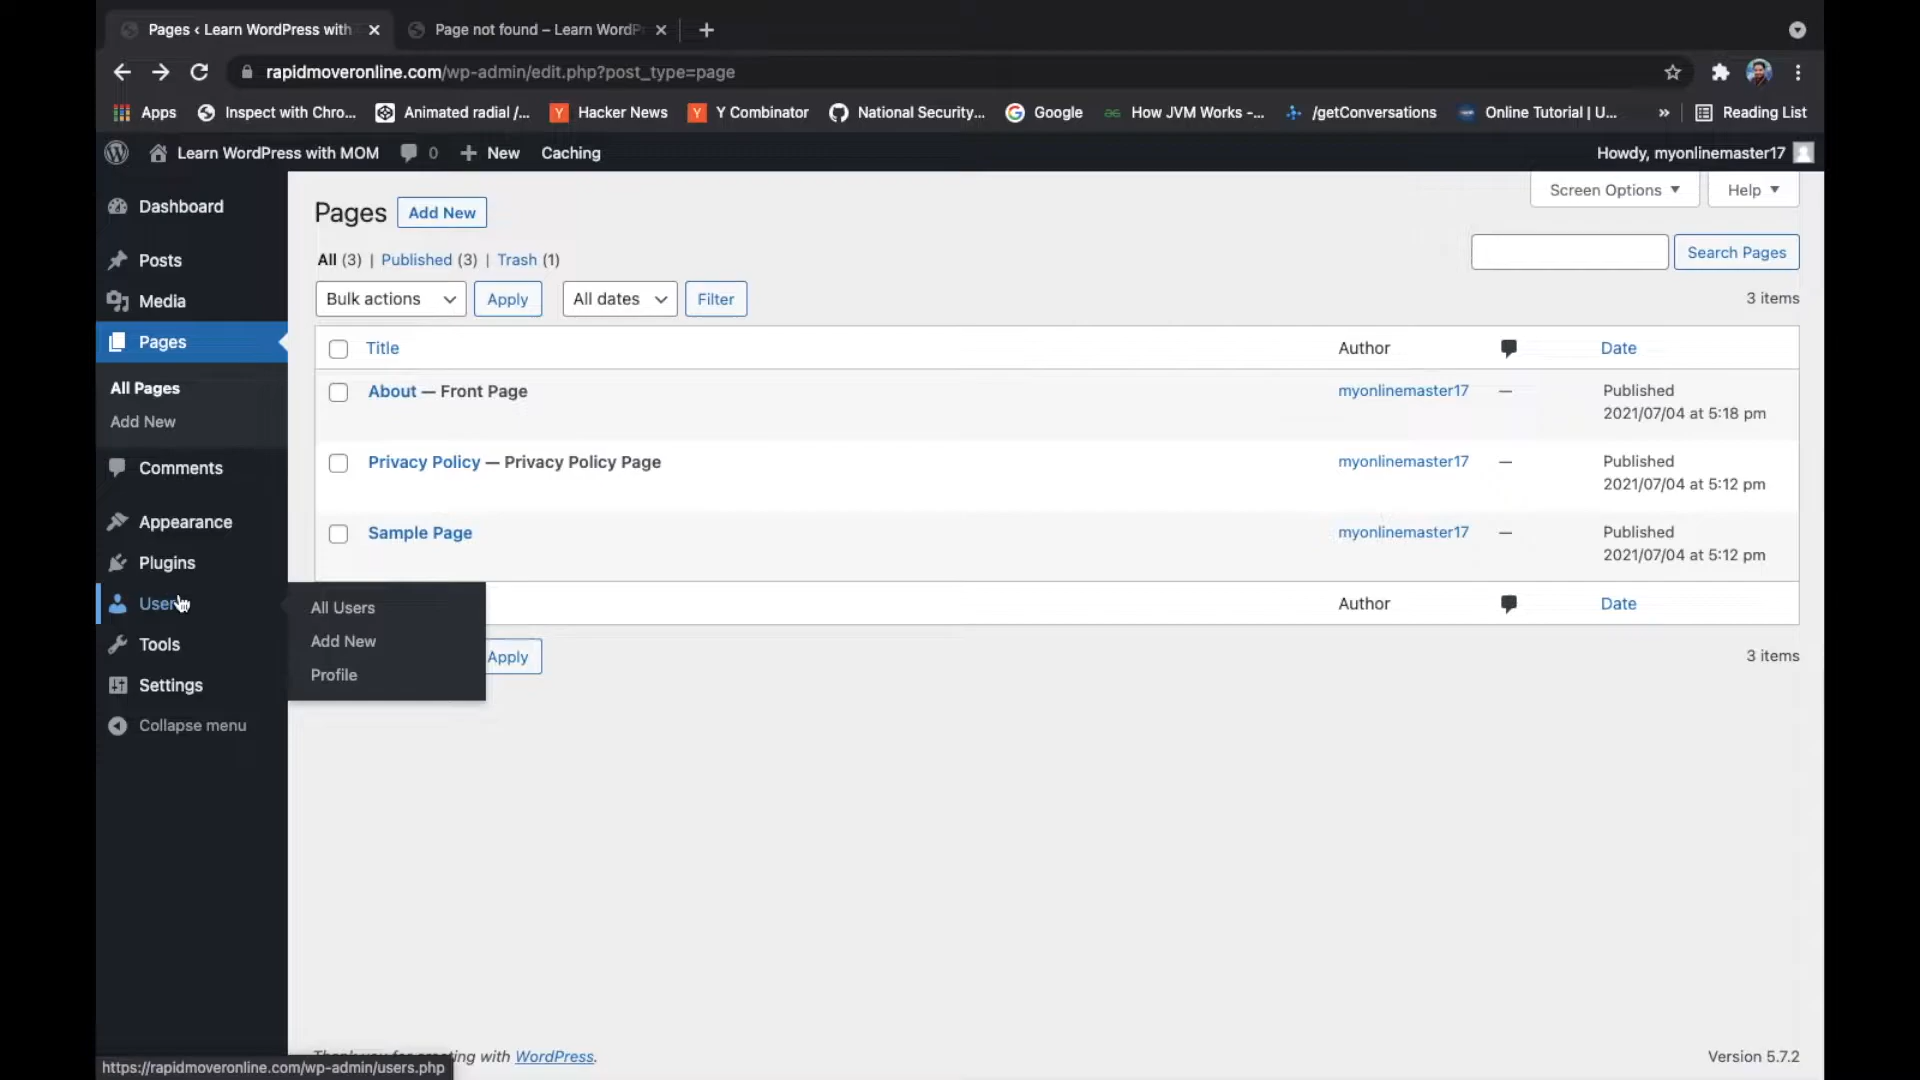 Pages ‹ Learn WordPress with
Page not found – Learn WordP
rapidmoveronline.com/wp-admin/edit.php?post_type=page
Apps
Inspect with Chro...
Animated radial /...
Hacker News
Y Combinator
National Security...
Google
How JVM Works -...
/getConversations
Online Tutorial | U...
»
Reading List
Learn WordPress with MOM
0
New
Caching
Howdy, myonlinemaster17
Screen Options
Help
Dashboard
Posts
Media
Pages
All Pages
Add New
Comments
Appearance
Plugins
Tools
Settings
Collapse menu
All Users
Add New
Profile
Pages
Add New
All (3) | Published (3) | Trash (1)
Search Pages
Bulk actions
Apply
All dates
Filter
3 items
Title
Author
Date
About — Front Page
myonlinemaster17
—
Published
2021/07/04 at 5:18 pm
Privacy Policy — Privacy Policy Page
myonlinemaster17
—
Published
2021/07/04 at 5:12 pm
Sample Page
myonlinemaster17
—
Published
2021/07/04 at 5:12 pm
Author
Date
Apply
3 items
with WordPress.
Version 5.7.2
https://rapidmoveronline.com/wp-admin/users.php